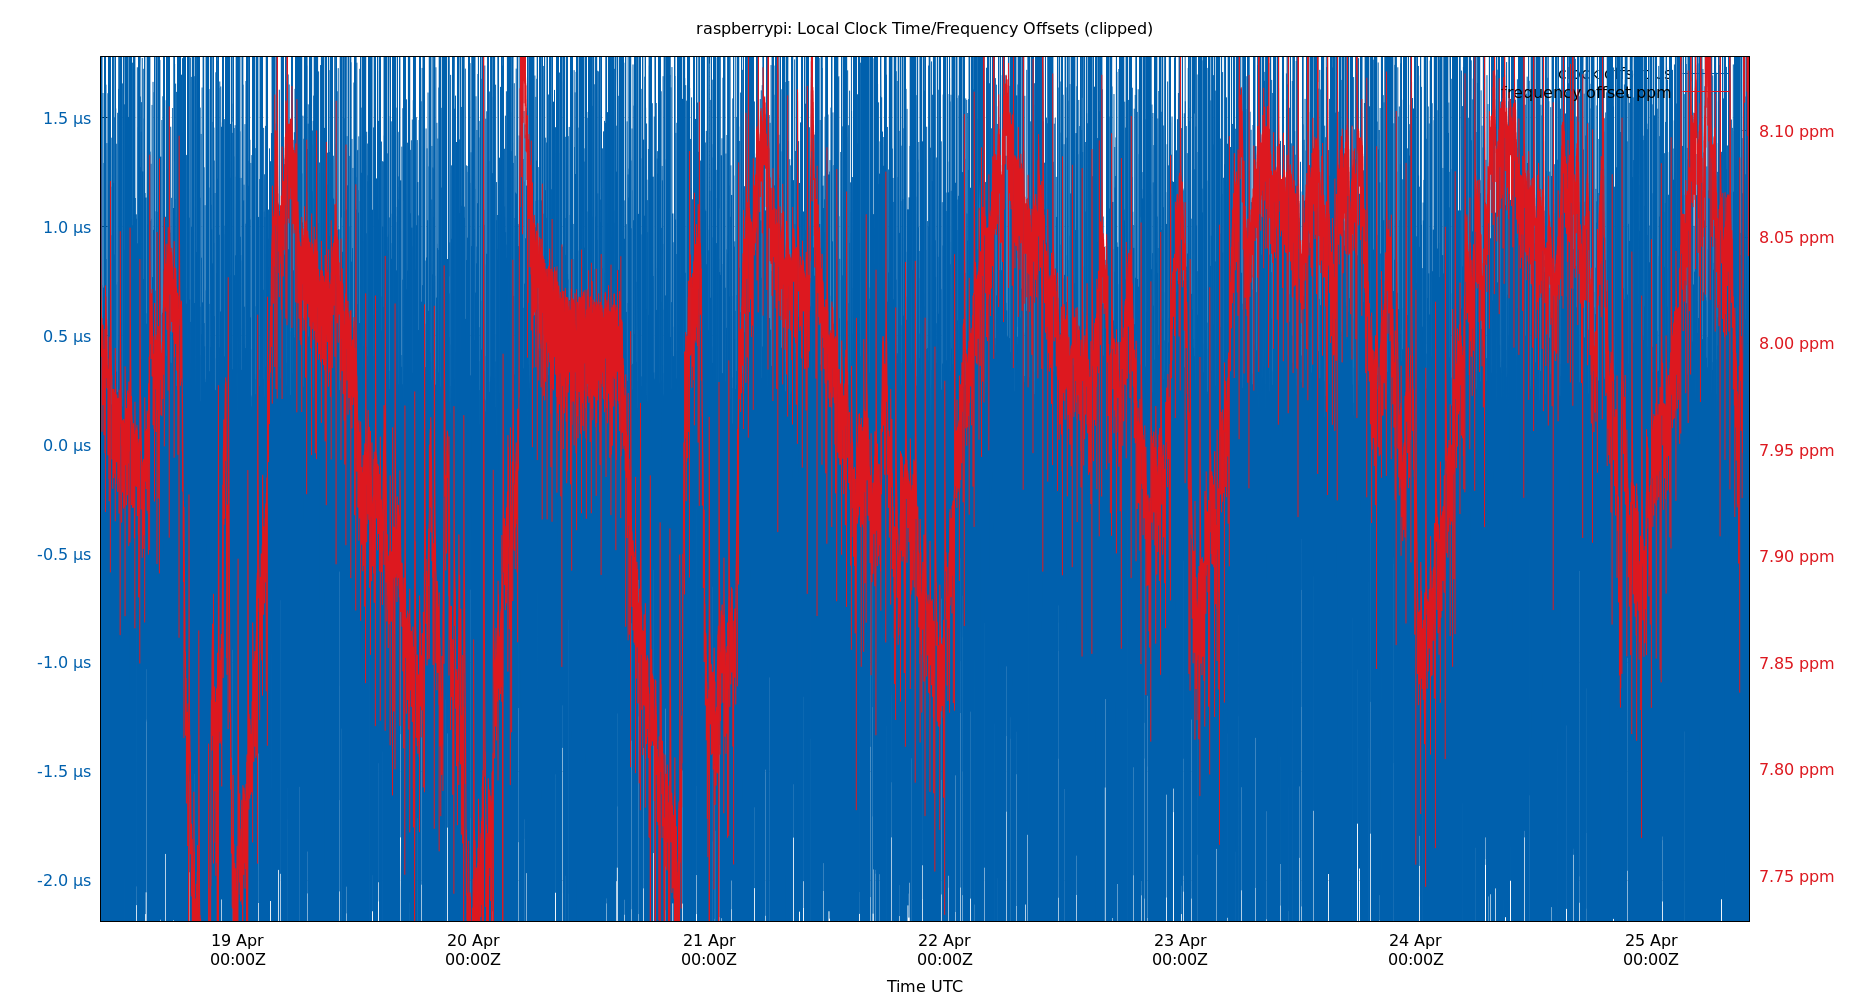 raspberrypi: Local Clock Time/Frequency Offsets (clipped)
clock offset µs
frequency offset ppm
1.5 µs
1.0 µs
0.5 µs
0.0 µs
-0.5 µs
-1.0 µs
-1.5 µs
-2.0 µs
8.10 ppm
8.05 ppm
8.00 ppm
7.95 ppm
7.90 ppm
7.85 ppm
7.80 ppm
7.75 ppm
19 Apr 20 Apr 21 Apr 22 Apr 23 Apr 24 Apr 25 Apr
00:00Z 00:00Z 00:00Z 00:00Z 00:00Z 00:00Z 00:00Z
Time UTC